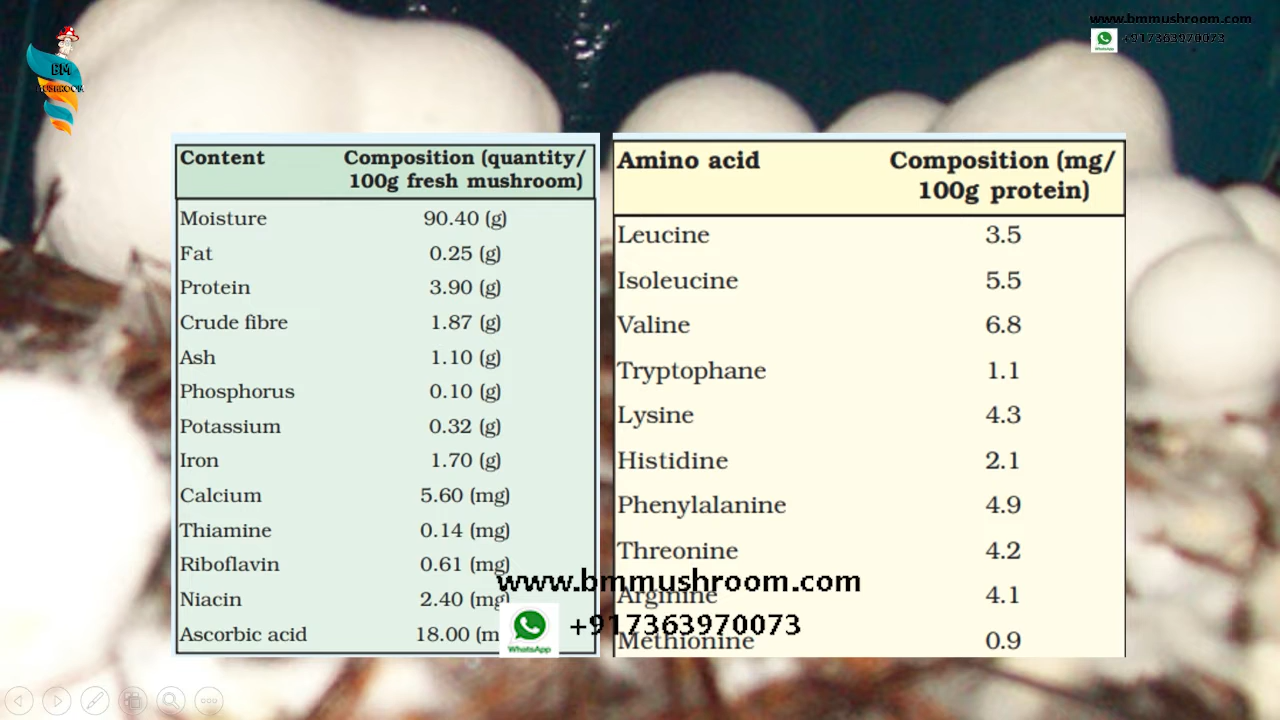 www.bmmushroom.com
+917363970073
WhatsApp
BM
MUSHROOM
Content Composition (quantity/
100g fresh mushroom)
Moisture 90.40 (g)
Fat 0.25 (g)
Protein 3.90 (g)
Crude fibre 1.87 (g)
Ash 1.10 (g)
Phosphorus 0.10 (g)
Potassium 0.32 (g)
Iron 1.70 (g)
Calcium 5.60 (mg)
Thiamine 0.14 (mg)
Riboflavin 0.61 (mg)
Niacin 2.40 (mg)
Ascorbic acid 18.00 (m
Amino acid Composition (mg/
100g protein)
Leucine 3.5
Isoleucine 5.5
Valine 6.8
Tryptophane 1.1
Lysine 4.3
Histidine 2.1
Phenylalanine 4.9
Threonine 4.2
Arginine 4.1
Methionine 0.9
www.bmmushroom.com
+917363970073
WhatsApp